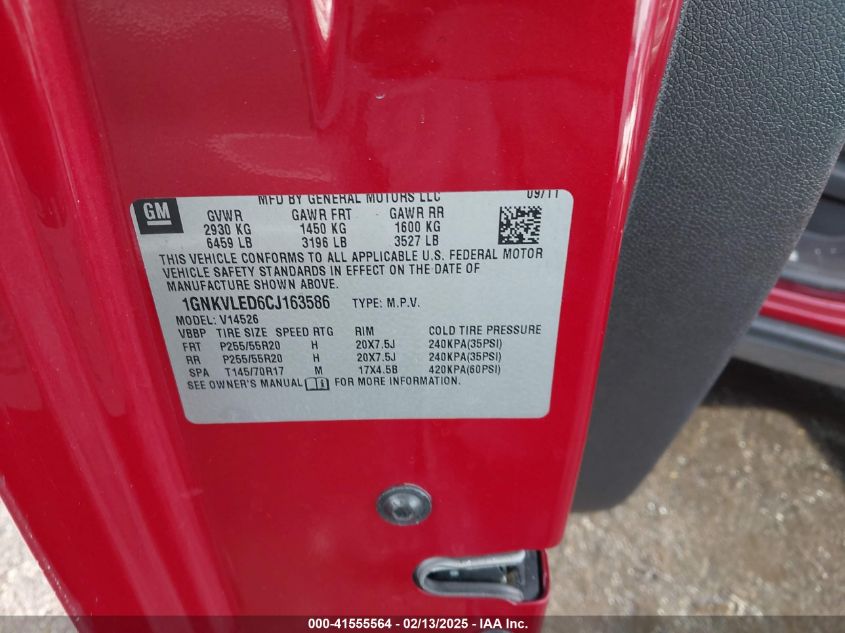 MFD BY GENERAL MOTORS LLC 09/11
GM
GVWR GAWR FRT GAWR RR
2930 KG 1450 KG 1600 KG
6459 LB 3196 LB 3527 LB
THIS VEHICLE CONFORMS TO ALL APPLICABLE U.S. FEDERAL MOTOR
VEHICLE SAFETY STANDARDS IN EFFECT ON THE DATE OF
MANUFACTURE SHOWN ABOVE.
1GNKVLED6CJ163586 TYPE: M.P.V.
MODEL: V14526
VBBP TIRE SIZE SPEED RTG RIM COLD TIRE PRESSURE
FRT P255/55R20 H 20X7.5J 240KPA(35PSI)
RR P255/55R20 H 20X7.5J 240KPA(35PSI)
SPA T145/70R17 M 17X4.5B 420KPA(60PSI)
SEE OWNER'S MANUAL FOR MORE INFORMATION.
000-41555564 / 02/13/2025 - IAA Inc.